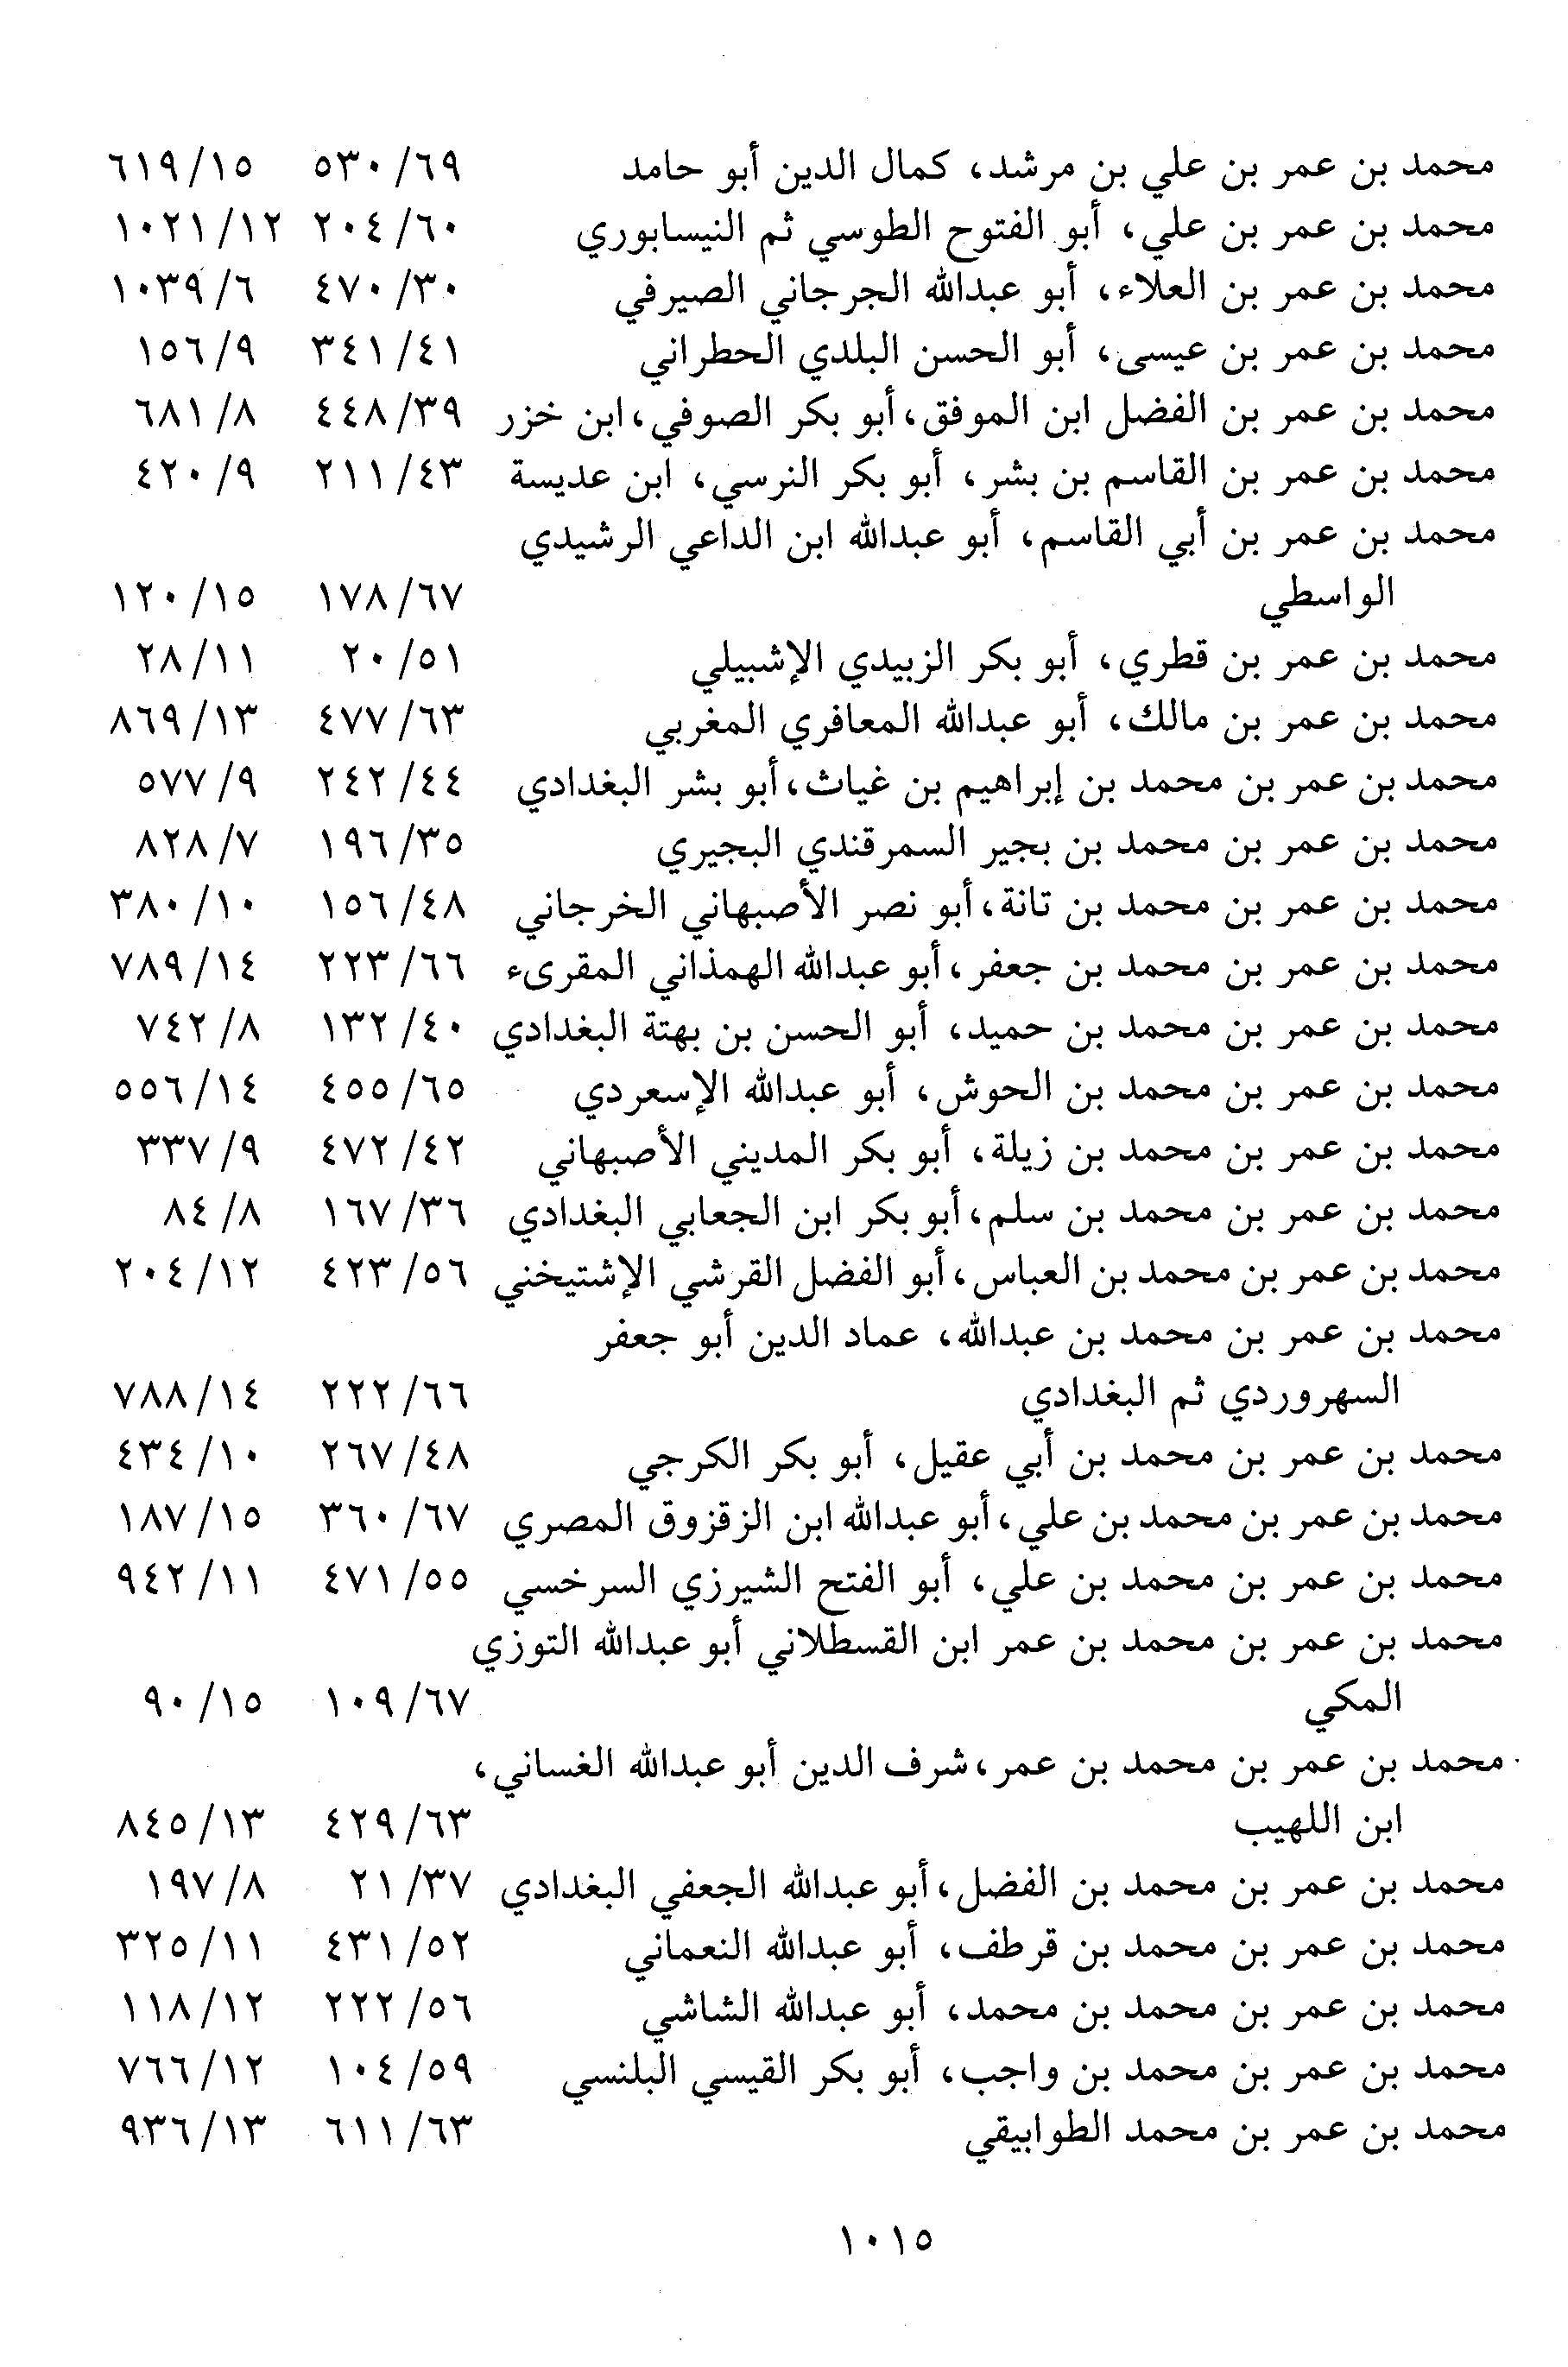 محمد بن عمر بن علي بن مرشد، كمال الدين أبو حامد ٥٣٠/٦٩ ٦١٩/١٥
محمد بن عمر بن علي، أبو الفتوح الطوسي ثم النيسابوري ٢٠٤/٦٠ ١٠٢١/١٢
محمد بن عمر بن العلاء، أبو عبدالله الجرجاني الصيرفي ٤٧٠/٣٠ ١٠٣٩/٦
محمد بن عمر بن عيسى، أبو الحسن البلدي الحطراني ٣٤١/٤١ ١٥٦/٩
محمد بن عمر بن الفضل ابن الموفق، أبو بكر الصوفي، ابن خزر ٤٤٨/٣٩ ٦٨١/٨
محمد بن عمر بن القاسم بن بشر، أبو بكر النرسي، ابن عديسة ٢١١/٤٣ ٤٢٠/٩
محمد بن عمر بن أبي القاسم، أبو عبدالله ابن الداعي الرشيدي
الواسطي ١٧٨/٦٧ ١٢٠/١٥
محمد بن عمر بن قطري، أبو بكر الزبيدي الإشبيلي ٢٠/٥١ ٢٨/١١
محمد بن عمر بن مالك، أبو عبدالله المعافري المغربي ٤٧٧/٦٣ ٨٦٩/١٣
محمد بن عمر بن محمد بن إبراهيم بن غياث، أبو بشر البغدادي ٢٤٢/٤٤ ٥٧٧/٩
محمد بن عمر بن محمد بن بجير السمرقندي البجيري ١٩٦/٣٥ ٨٢٨/٧
محمد بن عمر بن محمد بن تانة، أبو نصر الأصبهاني الخرجاني ١٥٦/٤٨ ٣٨٠/١٠
محمد بن عمر بن محمد بن جعفر، أبو عبدالله الهمذاني المقرىء ٢٢٣/٦٦ ٧٨٩/١٤
محمد بن عمر بن محمد بن حميد، أبو الحسن بن بهتة البغدادي ١٣٢/٤٠ ٧٤٢/٨
محمد بن عمر بن محمد بن الحوش، أبو عبدالله الإسعردي ٤٥٥/٦٥ ٥٥٦/١٤
محمد بن عمر بن محمد بن زيلة، أبو بكر المديني الأصبهاني ٤٧٢/٤٢ ٣٣٧/٩
محمد بن عمر بن محمد بن سلم، أبو بكر ابن الجعابي البغدادي ١٦٧/٣٦ ٨٤/٨
محمد بن عمر بن محمد بن العباس، أبو الفضل القرشي الإشتيخني ٤٢٣/٥٦ ٢٠٤/١٢
محمد بن عمر بن محمد بن عبدالله، عماد الدين أبو جعفر
السهروردي ثم البغدادي ٢٢٢/٦٦ ٧٨٨/١٤
محمد بن عمر بن محمد بن أبي عقيل، أبو بكر الكرجي ٢٦٧/٤٨ ٤٣٤/١٠
محمد بن عمر بن محمد بن علي، أبو عبدالله ابن الزقزوق المصري ٣٦٠/٦٧ ١٨٧/١٥
محمد بن عمر بن محمد بن علي، أبو الفتح الشيرزي السرخسي ٤٧١/٥٥ ٩٤٢/١١
محمد بن عمر بن محمد بن عمر ابن القسطلاني أبو عبدالله التوزي
المكي ١٠٩/٦٧ ٩٠/١٥
محمد بن عمر بن محمد بن عمر، شرف الدين أبو عبدالله الغساني،
ابن اللهيب ٤٢٩/٦٣ ٨٤٥/١٣
محمد بن عمر بن محمد بن الفضل، أبو عبدالله الجعفي البغدادي ٢١/٣٧ ١٩٧/٨
محمد بن عمر بن محمد بن قرطف، أبو عبدالله النعماني ٤٣١/٥٢ ٣٢٥/١١
محمد بن عمر بن محمد بن محمد، أبو عبدالله الشاشي ٢٢٢/٥٦ ١١٨/١٢
محمد بن عمر بن محمد بن واجب، أبو بكر القيسي البلنسي ١٠٤/٥٩ ٧٦٦/١٢
محمد بن عمر بن محمد الطوابيقي ٦١١/٦٣ ٩٣٦/١٣
١٠١٥